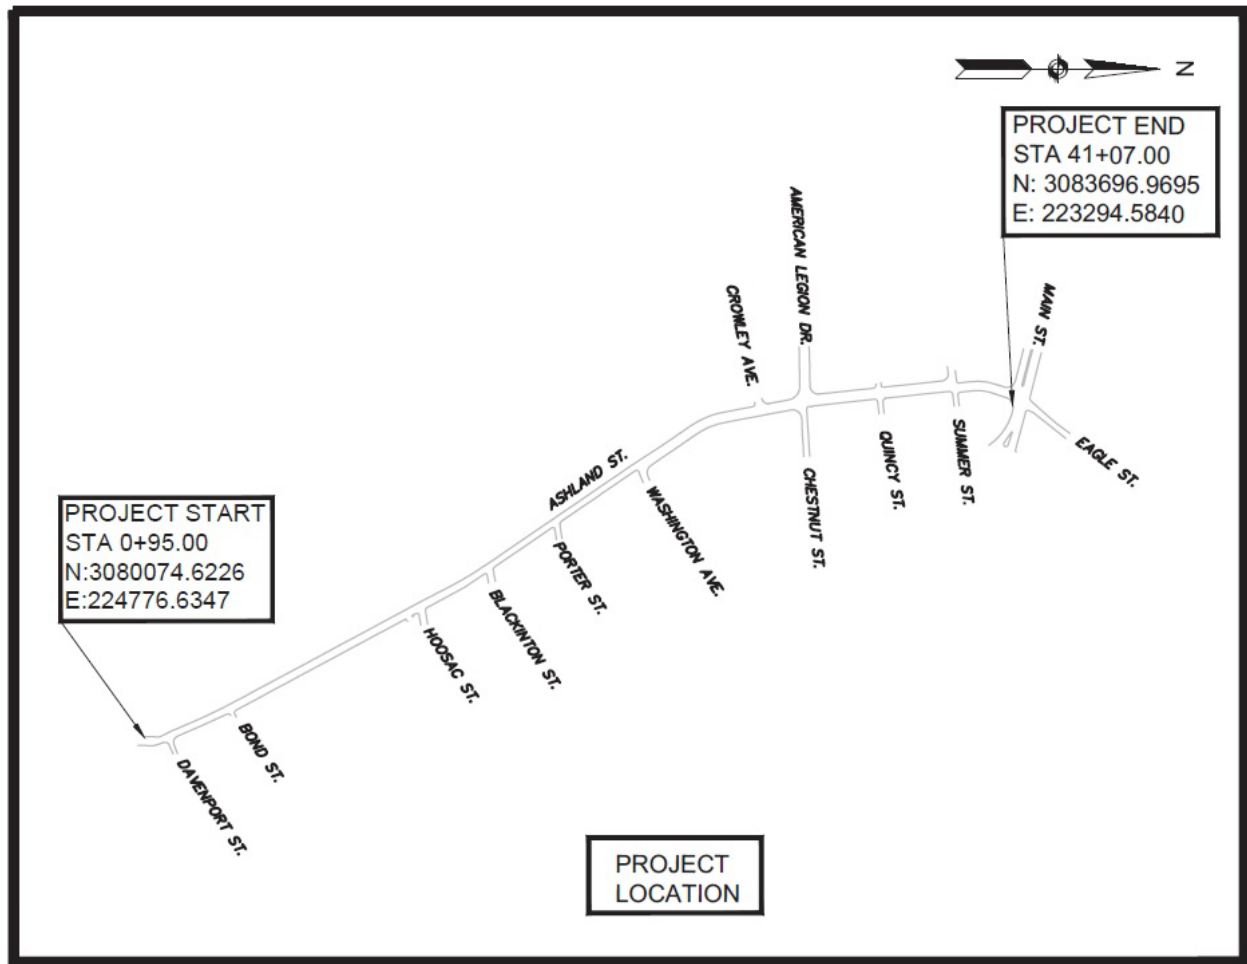 N
PROJECT END
STA 41+07.00
N: 3083696.9695
E: 223294.5840
AMERICAN LEGION DR.
CROWLEY AVE.
MAIN ST.
EAGLE ST.
SUMMER ST.
QUINCY ST.
CHESTNUT ST.
ASHLAND ST.
WASHINGTON AVE.
PORTER ST.
BLACKINTON ST.
HOOSAC ST.
PROJECT START
STA 0+95.00
N:3080074.6226
E:224776.6347
BOND ST.
DAVENPORT ST.
PROJECT
LOCATION